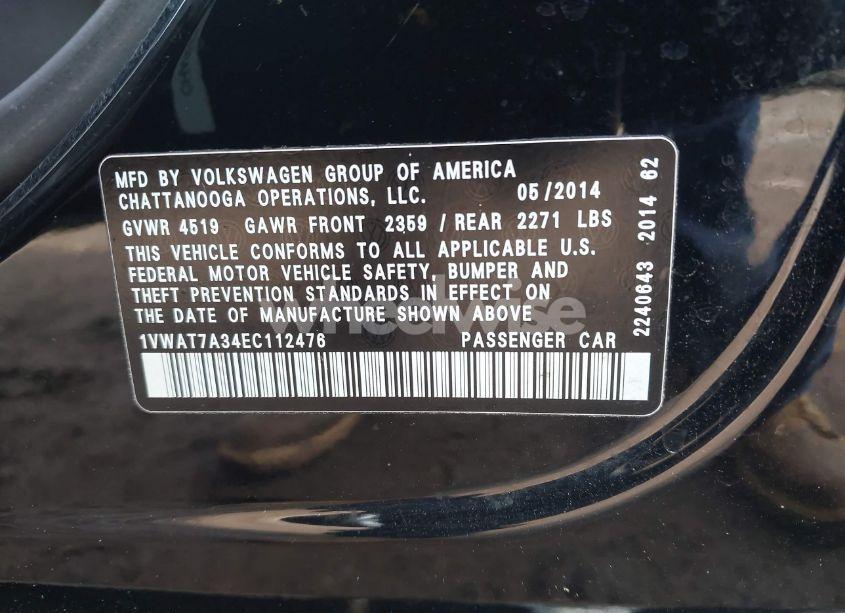 MFD BY VOLKSWAGEN GROUP OF AMERICA
CHATTANOOGA OPERATIONS, LLC. 05/2014
GVWR 4519 GAWR FRONT 2359 / REAR 2271 LBS
THIS VEHICLE CONFORMS TO ALL APPLICABLE U.S.
FEDERAL MOTOR VEHICLE SAFETY, BUMPER AND
THEFT PREVENTION STANDARDS IN EFFECT ON
THE DATE OF MANUFACTURE SHOWN ABOVE
1VWAT7A34EC112476 PASSENGER CAR
2240643 2014 62
wheelwise